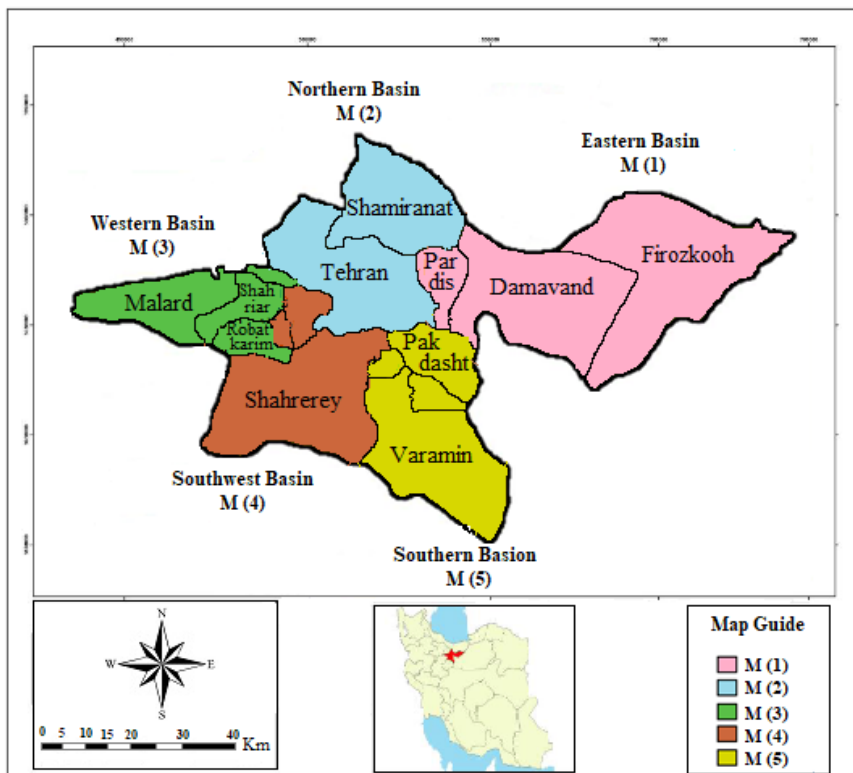 Northern Basin
M (2)
Eastern Basin
M (1)
Western Basin
M (3)
Shamiranat
Tehran
Par
dis
Damavand
Firozkooh
Malard
Shah
riar
Robat
karim
Pak
dasht
Shahrerey
Varamin
Southwest Basin
M (4)
Southern Basion
M (5)
N
W
E
S
0 5 10 15 20 30 40
Km
Map Guide
M (1)
M (2)
M (3)
M (4)
M (5)